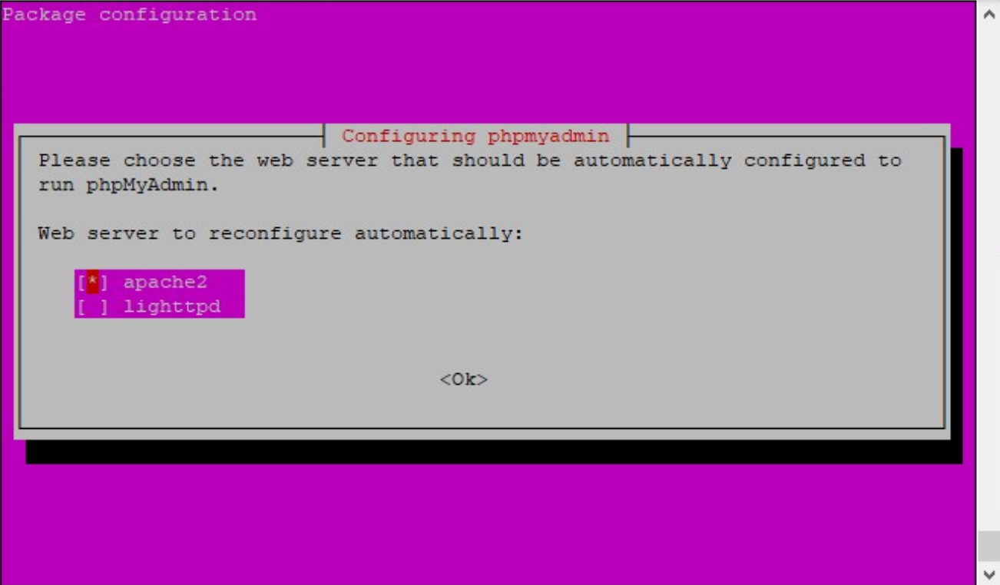 Package configuration
Configuring phpmyadmin
Please choose the web server that should be automatically configured to
run phpMyAdmin.
Web server to reconfigure automatically:
[*] apache2
[ ] lighttpd
<Ok>